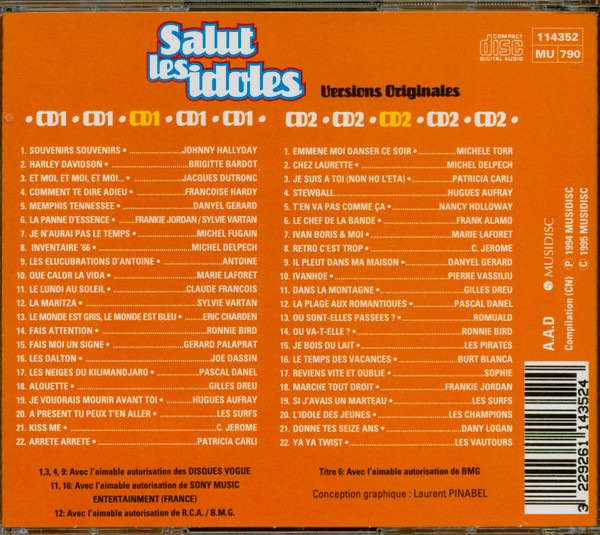 Salut
les idoles
Versions Originales
COMPACT
disc
DIGITAL AUDIO
114352
MU 790
• CD1 • CD1 • CD1 • CD1 • CD1 •
1. SOUVENIRS SOUVENIRS • JOHNNY HALLYDAY
2. HARLEY DAVIDSON • BRIGITTE BARDOT
3. ET MOI, ET MOI, ET MOI... • JACQUES DUTRONC
4. COMMENT TE DIRE ADIEU • FRANCOISE HARDY
5. MEMPHIS TENNESSEE • DANYEL GERARD
6. LA PANNE D'ESSENCE • FRANKIE JORDAN / SYLVIE VARTAN
7. JE N'AURAI PAS LE TEMPS • MICHEL FUGAIN
8. INVENTAIRE '66 • MICHEL DELPECH
9. LES ELUCUBRATIONS D'ANTOINE • ANTOINE
10. QUE CALOR LA VIDA • MARIE LAFORET
11. LE LUNDI AU SOLEIL • CLAUDE FRANCOIS
12. LA MARITZA • SYLVIE VARTAN
13. LE MONDE EST GRIS, LE MONDE EST BLEU • ERIC CHARDEN
14. FAIS ATTENTION • RONNIE BIRD
15. FAIS MOI UN SIGNE • GERARD PALAPRAT
16. LES DALTON • JOE DASSIN
17. LES NEIGES DU KILIMANDJARO • PASCAL DANEL
18. ALOUETTE • GILLES DREU
19. JE VOUDRAIS MOURIR AVANT TOI • HUGUES AUFRAY
20. A PRESENT TU PEUX T'EN ALLER • LES SURFS
21. KISS ME • C. JEROME
22. ARRETE ARRETE • PATRICIA CARLI
1,3, 4, 9: Avec l'aimable autorisation des DISQUES VOGUE
11, 16: Avec l'aimable autorisation de SONY MUSIC
ENTERTAINMENT (FRANCE)
12: Avec l'aimable autorisation de R.C.A. / B.M.G.
CD2 • CD2 • CD2 • CD2 • CD2 •
1. EMMENE MOI DANSER CE SOIR • MICHELE TORR
2. CHEZ LAURETTE • MICHEL DELPECH
3. JE SUIS A TOI (NON HO L'ETA) • PATRICIA CARLI
4. STEWBALL • HUGUES AUFRAY
5. T'EN VA PAS COMME ÇA • NANCY HOLLOWAY
6. LE CHEF DE LA BANDE • FRANK ALAMO
7. IVAN BORIS & MOI • MARIE LAFORET
8. RETRO C'EST TROP • C. JEROME
9. IL PLEUT DANS MA MAISON • DANYEL GERARD
10. IVANHOE • PIERRE VASSILIU
11. DANS LA MONTAGNE • GILLES DREU
12. LA PLAGE AUX ROMANTIQUES • PASCAL DANEL
13. OU SONT-ELLES PASSEES ? • ROMUALD
14. OU VA-T-ELLE ? • RONNIE BIRD
15. JE BOIS DU LAIT • LES PIRATES
16. LE TEMPS DES VACANCES • BURT BLANCA
17. REVIENS VITE ET OUBLIE • SOPHIE
18. MARCHE TOUT DROIT • FRANKIE JORDAN
19. SI J'AVAIS UN MARTEAU • LES SURFS
20. L'IDOLE DES JEUNES • LES CHAMPIONS
21. DONNE TES SEIZE ANS • DANY LOGAN
22. YA YA TWIST • LES VAUTOURS
Titre 6: Avec l'aimable autorisation de BMG
Conception graphique : Laurent PINABEL
MUSIDISC
A.A.D
Compilation (CN) P: 1994 MUSIDISC
C: 1995 MUSIDISC
3 229261 143524